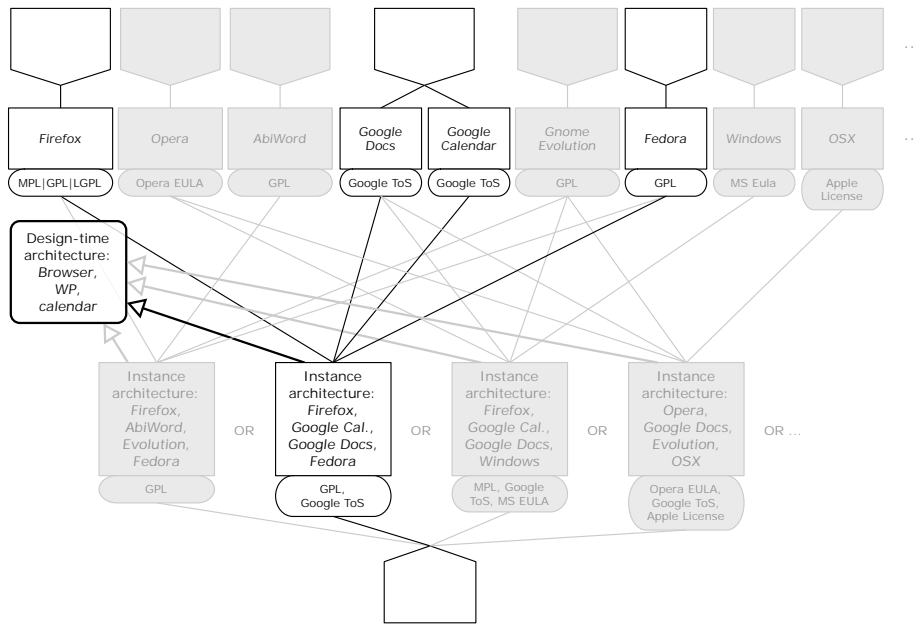 Firefox
Opera
AbiWord
Google
Docs
Google
Calendar
Gnome
Evolution
Fedora
Windows
OSX
MPL|GPL|LGPL
Opera EULA
GPL
Google ToS
Google ToS
GPL
GPL
MS Eula
Apple
License
Design-time
architecture:
Browser,
WP,
calendar
Instance
architecture:
Firefox,
AbiWord,
Evolution,
Fedora
OR
Instance
architecture:
Firefox,
Google Cal.,
Google Docs,
Fedora
OR
Instance
architecture:
Firefox,
Google Cal.,
Google Docs,
Windows
OR
Instance
architecture:
Opera,
Google Docs,
Evolution,
OSX
OR ...
GPL
GPL,
Google ToS
MPL, Google
ToS, MS EULA
Opera EULA,
Google ToS,
Apple License